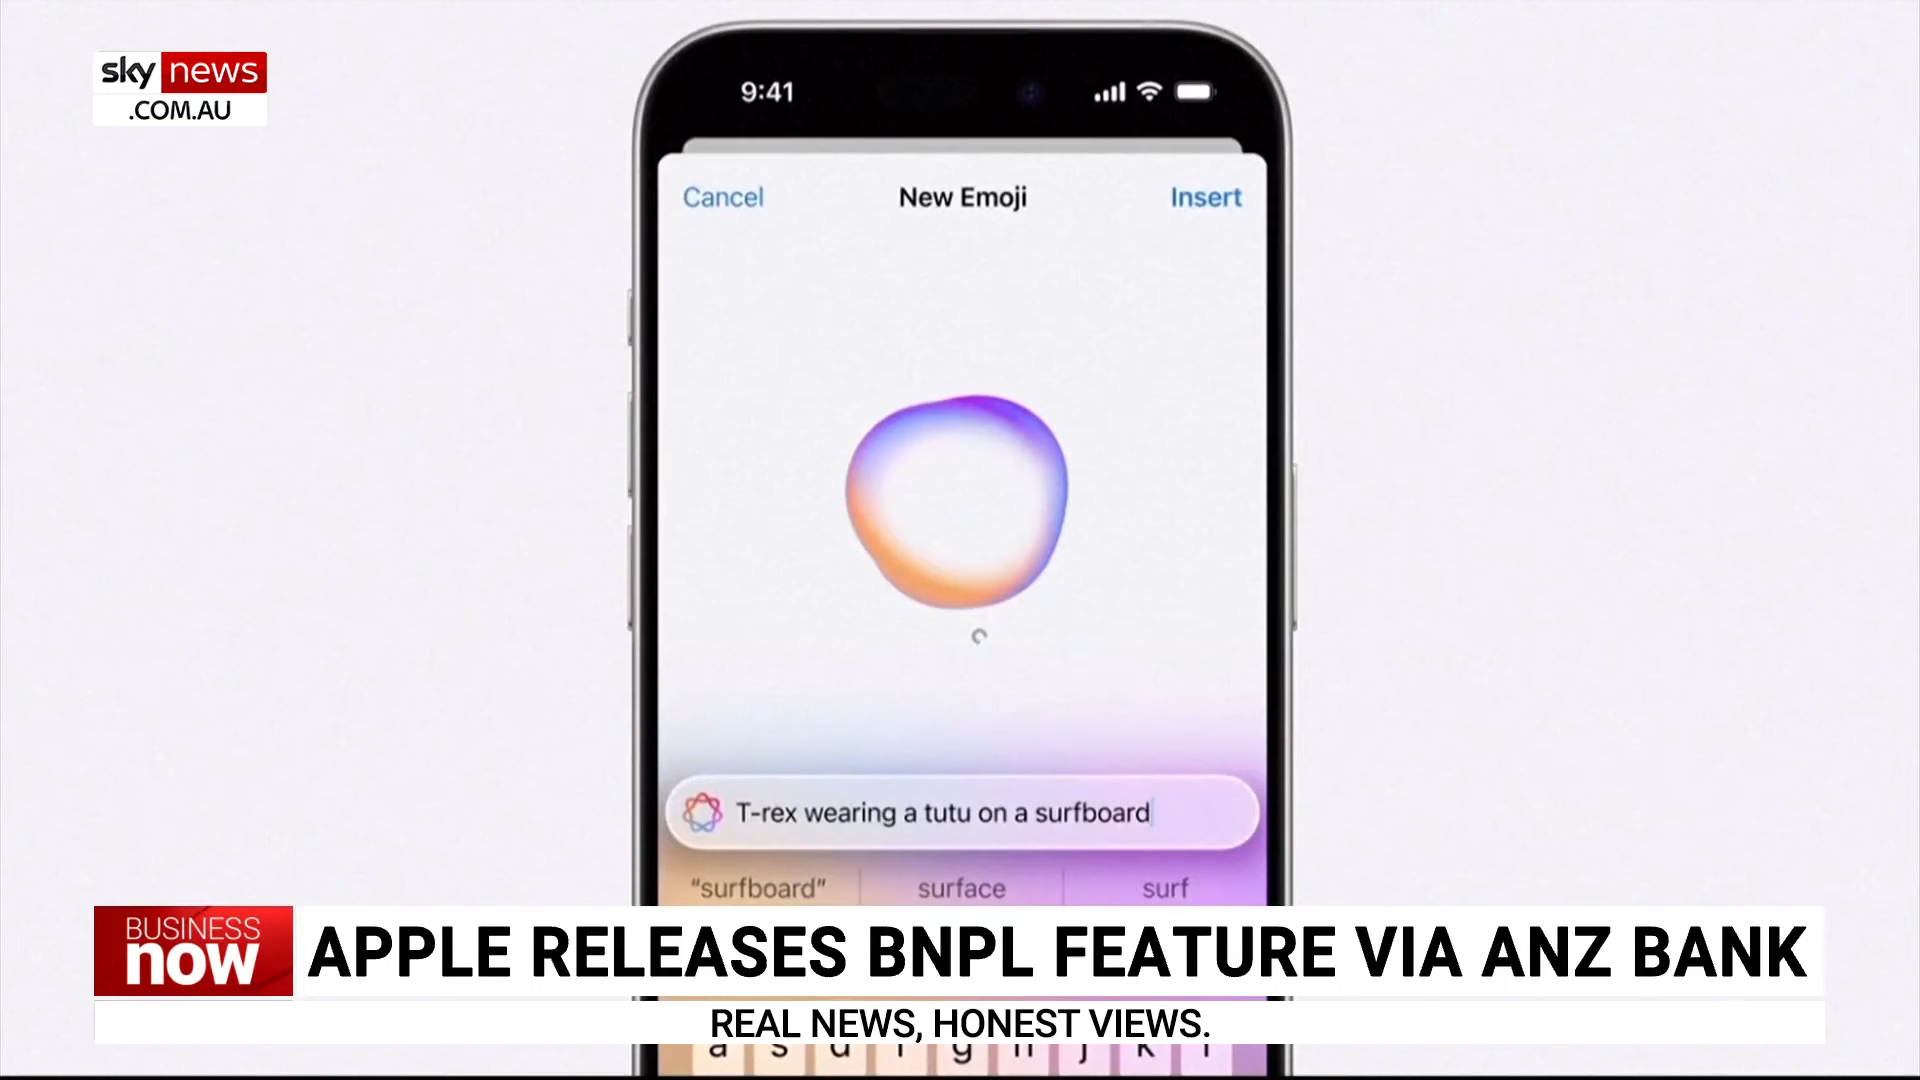 sky news
.COM.AU
9:41
Cancel
New Emoji
Insert
T-rex wearing a tutu on a surfboard
“surfboard”
surface
surf
BUSINESS
now
APPLE RELEASES BNPL FEATURE VIA ANZ BANK
REAL NEWS, HONEST VIEWS.
a s d f g h j k l